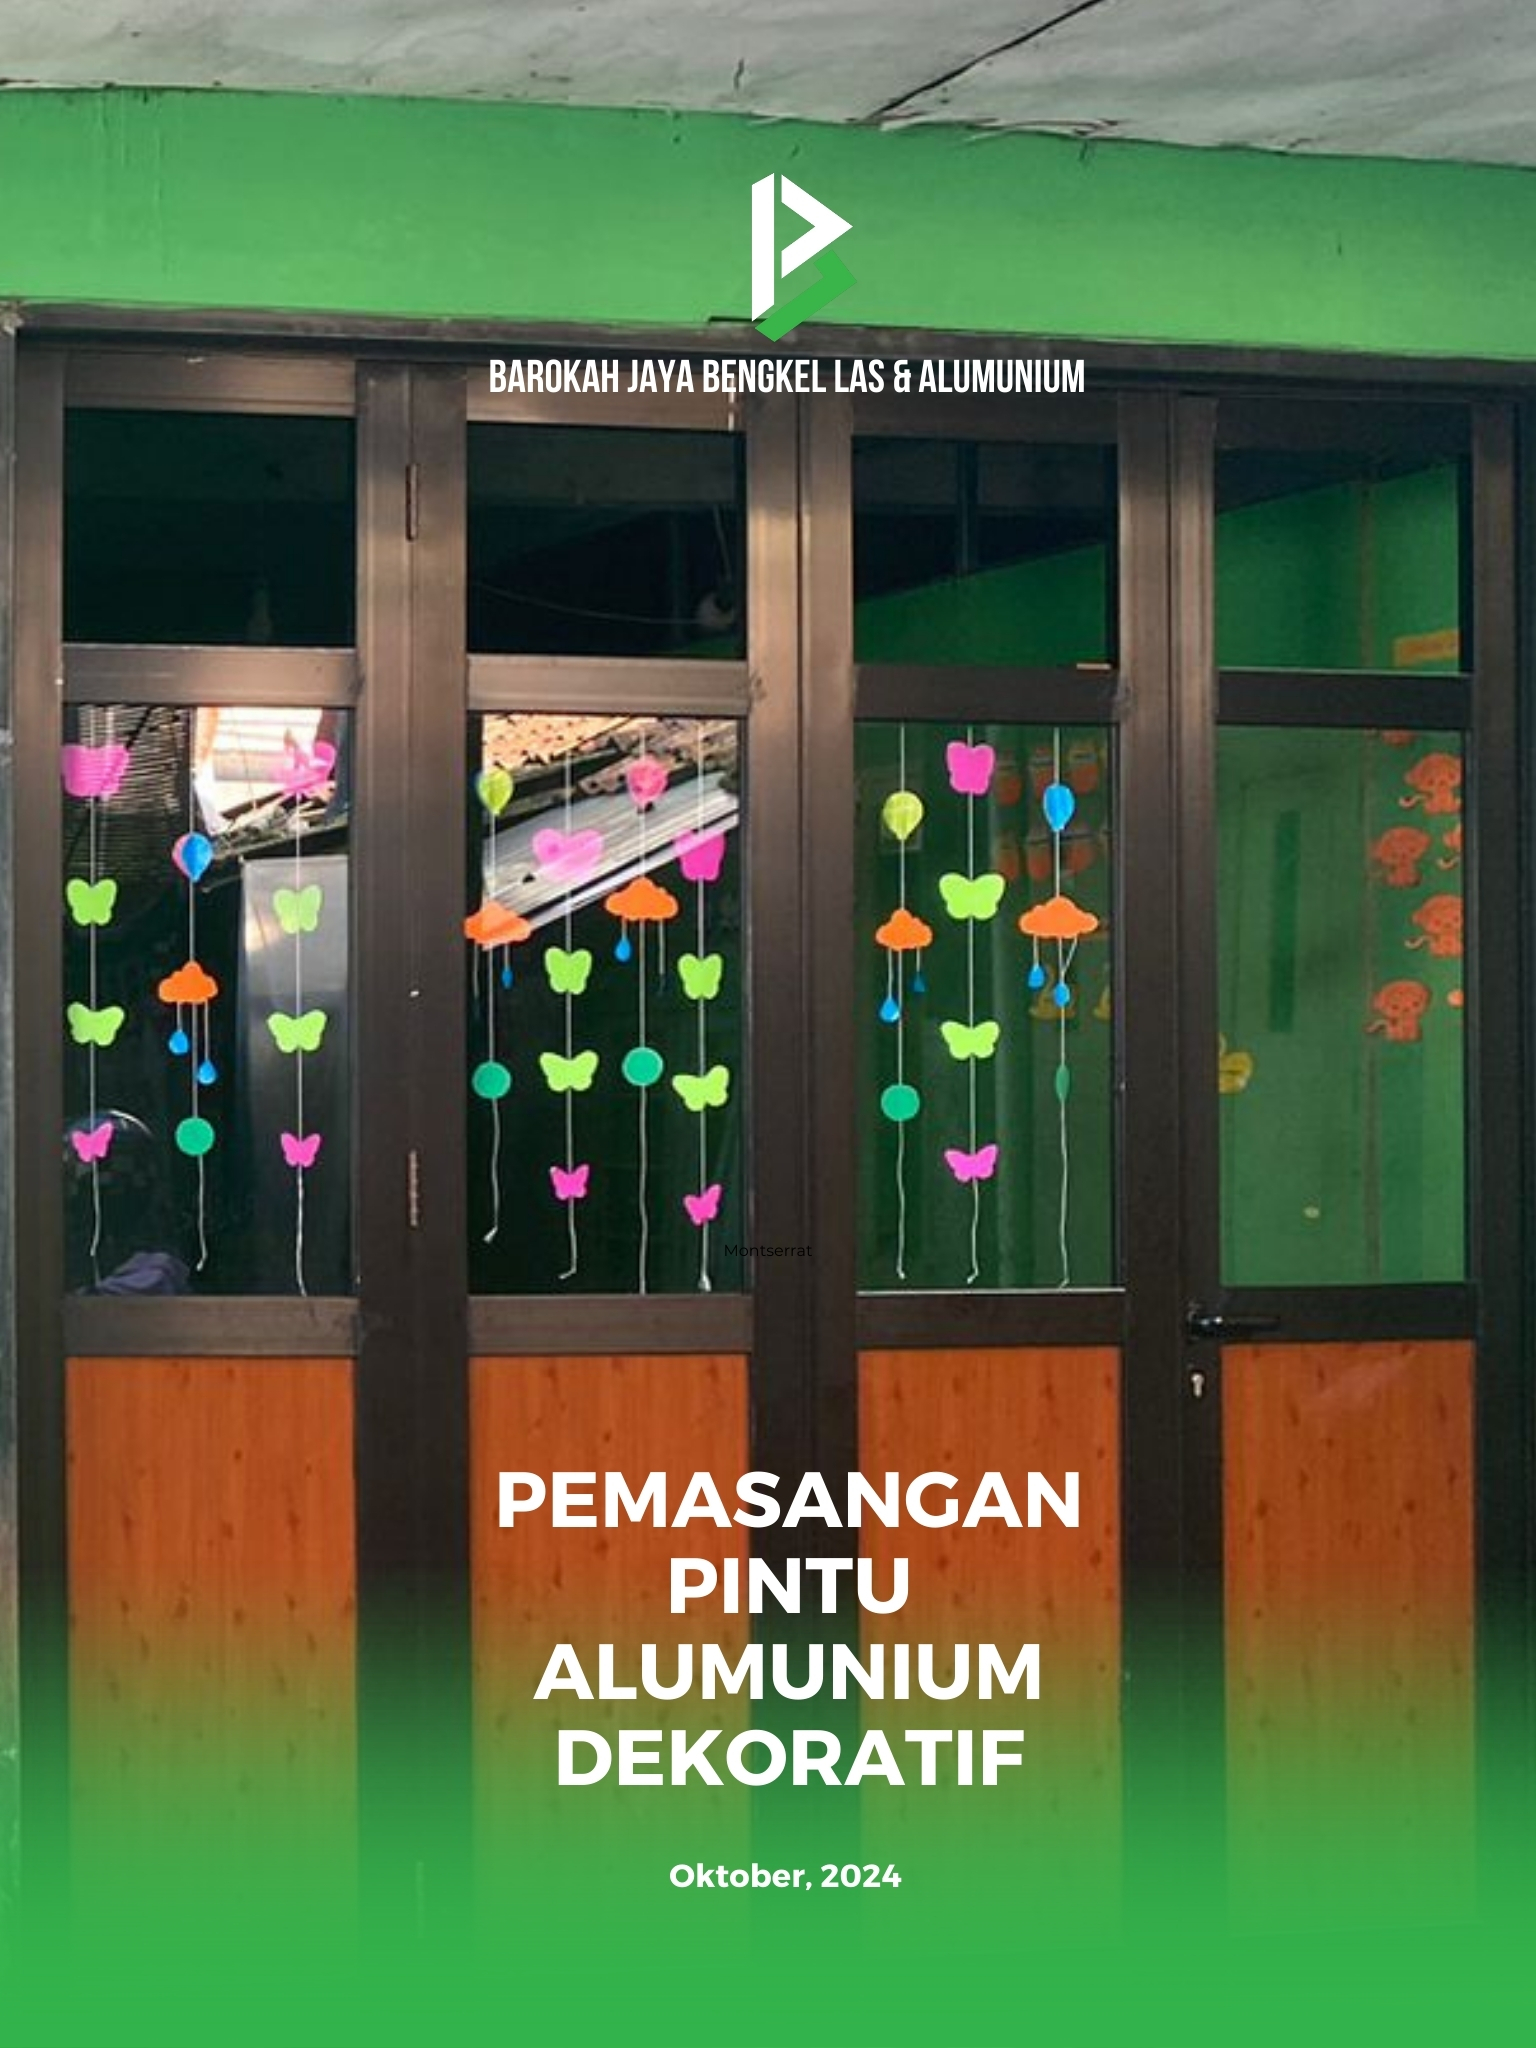 BAROKAH JAYA BENGKEL LAS & ALUMUNIUM
Montserrat
PEMASANGAN
PINTU
ALUMUNIUM
DEKORATIF
Oktober, 2024